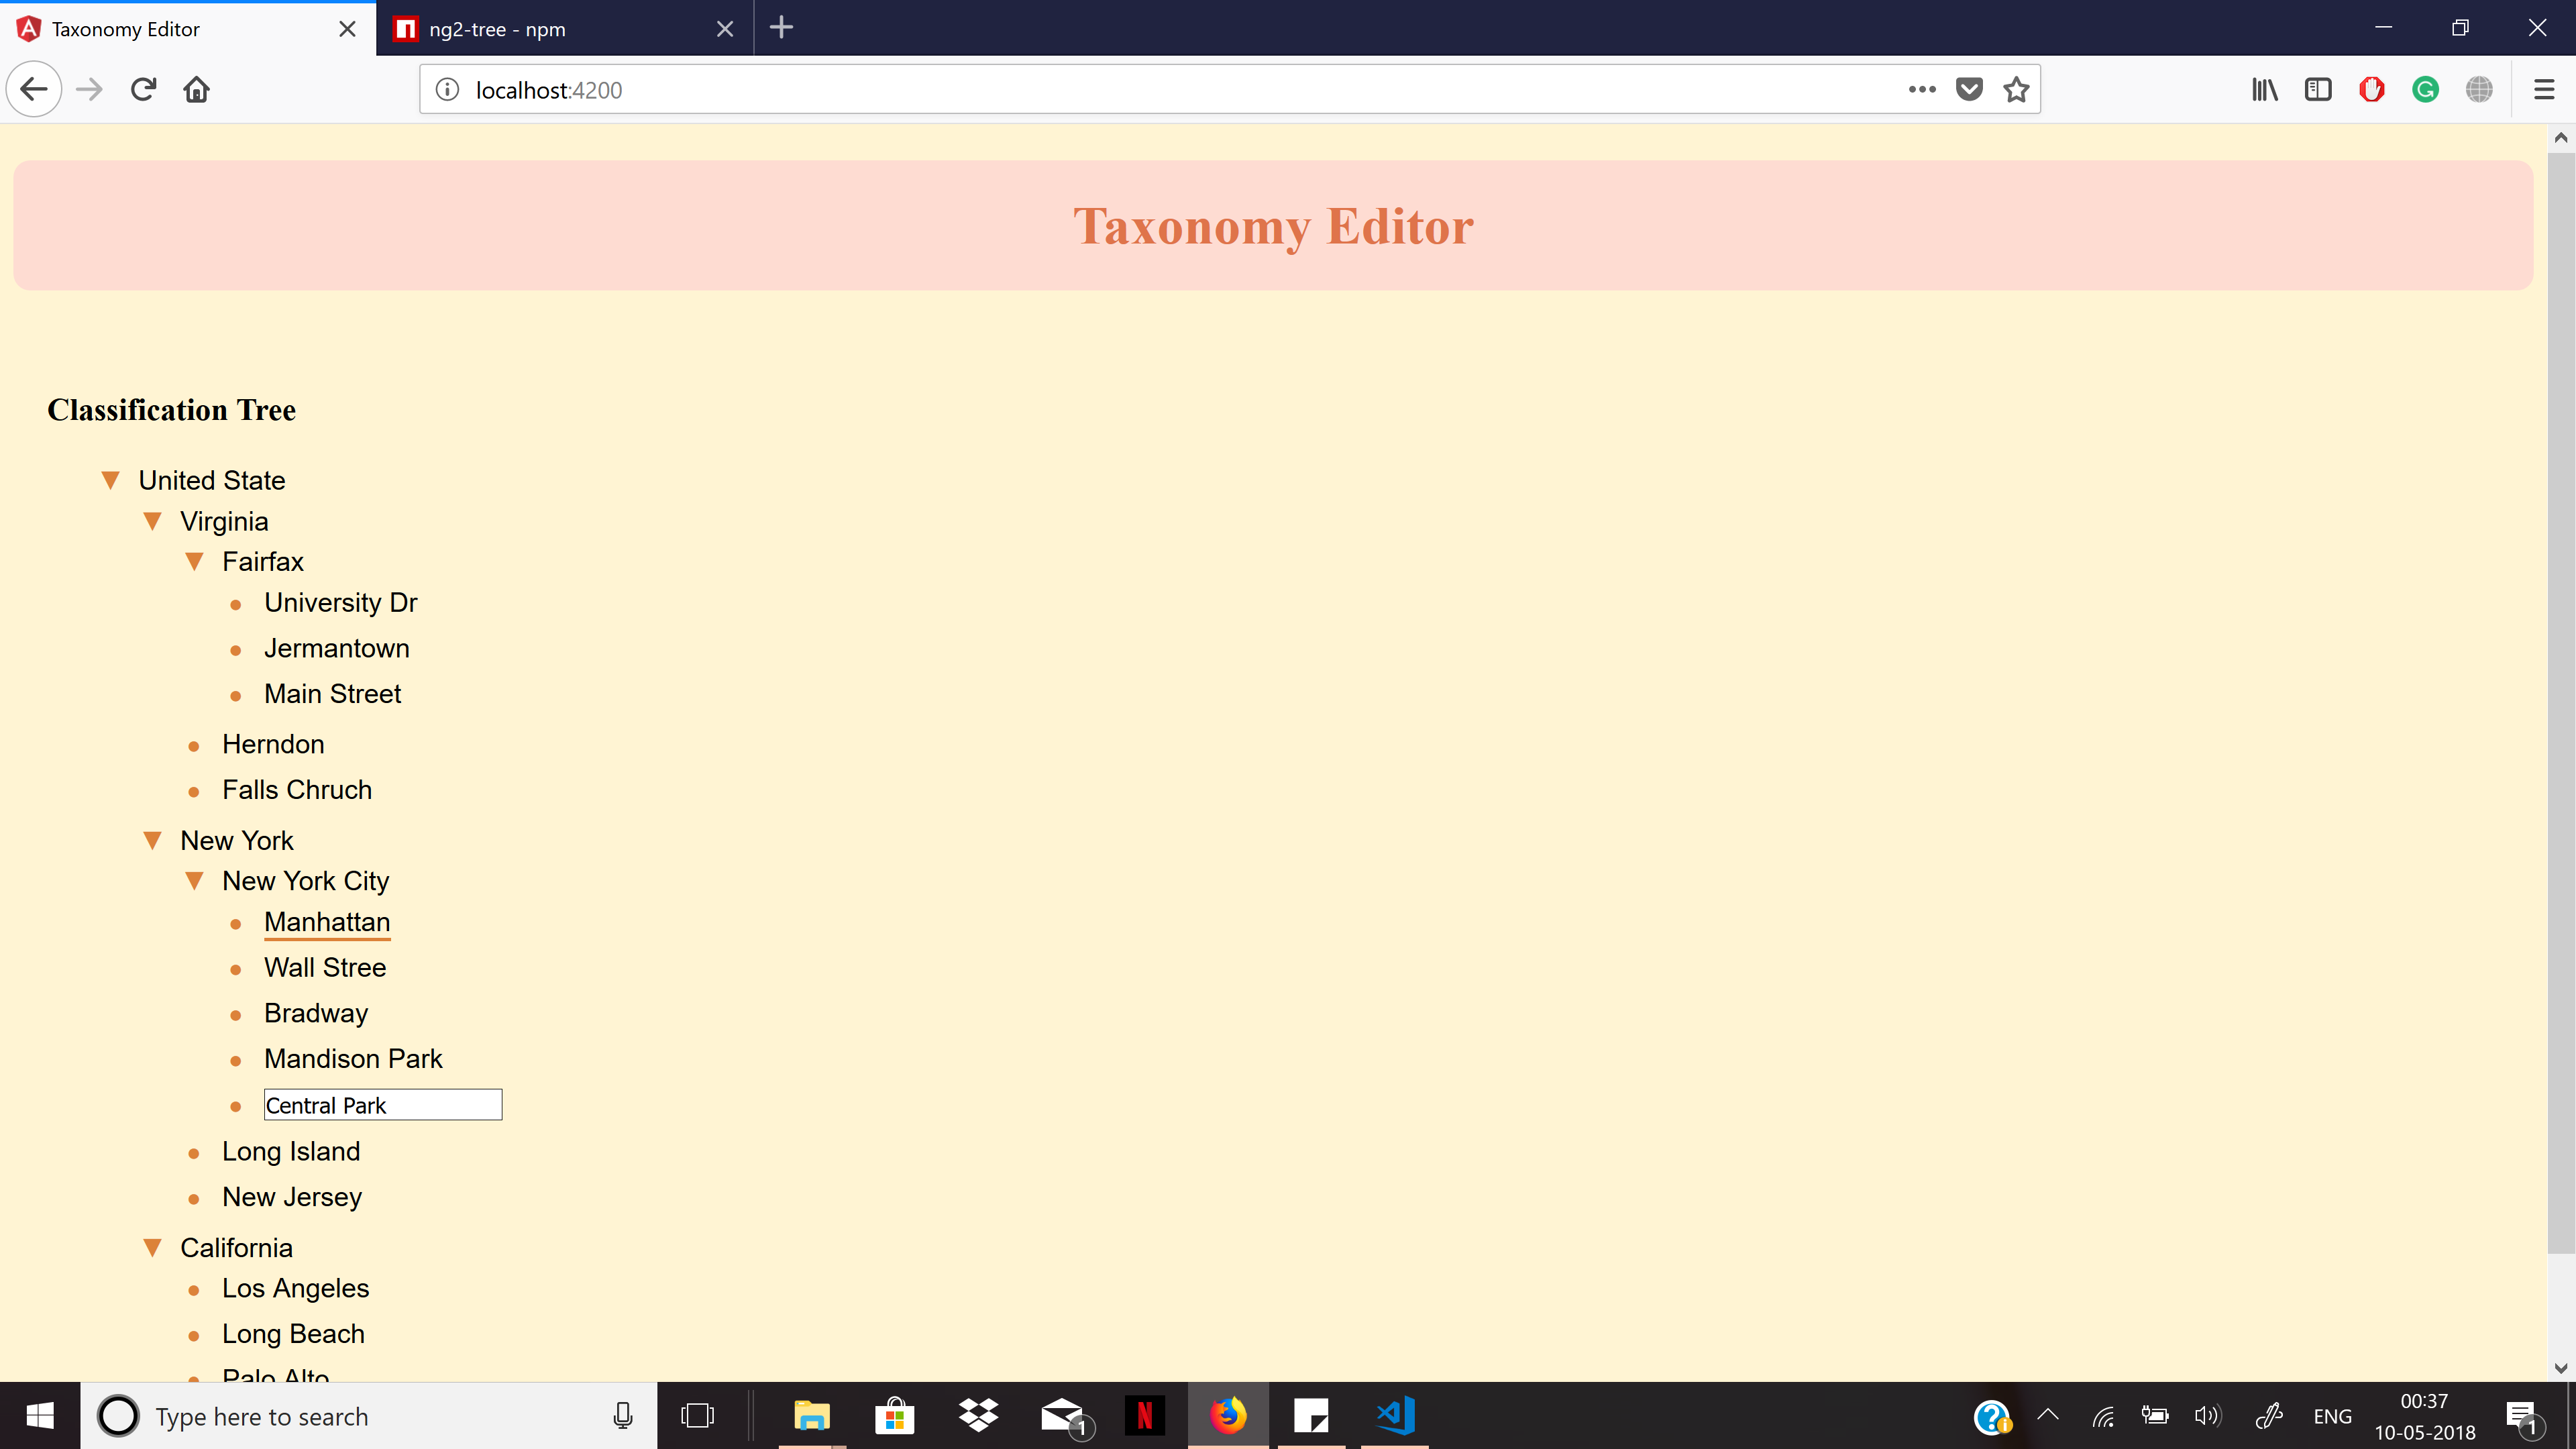 Taxonomy Editor
ng2-tree - npm
localhost:4200
Taxonomy Editor
Classification Tree
United State
Virginia
Fairfax
University Dr
Jermantown
Main Street
Herndon
Falls Chruch
New York
New York City
Manhattan
Wall Stree
Bradway
Mandison Park
Central Park
Long Island
New Jersey
California
Los Angeles
Long Beach
Palo Alto
Type here to search
1
N
ENG
00:37
10-05-2018
1